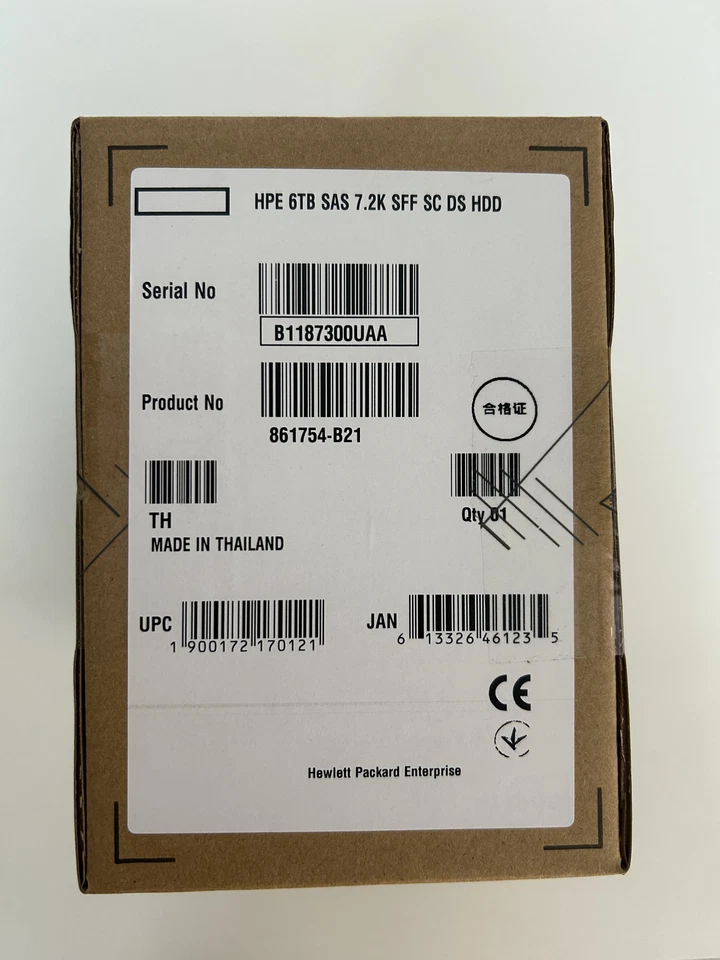 HPE 6TB SAS 7.2K SFF SC DS HDD
Serial No
B1187300UAA
Product No
861754-B21
合格证
TH
Qty 01
MADE IN THAILAND
UPC
1 900172 170121
JAN
6 13326 46123 5
CE
Hewlett Packard Enterprise